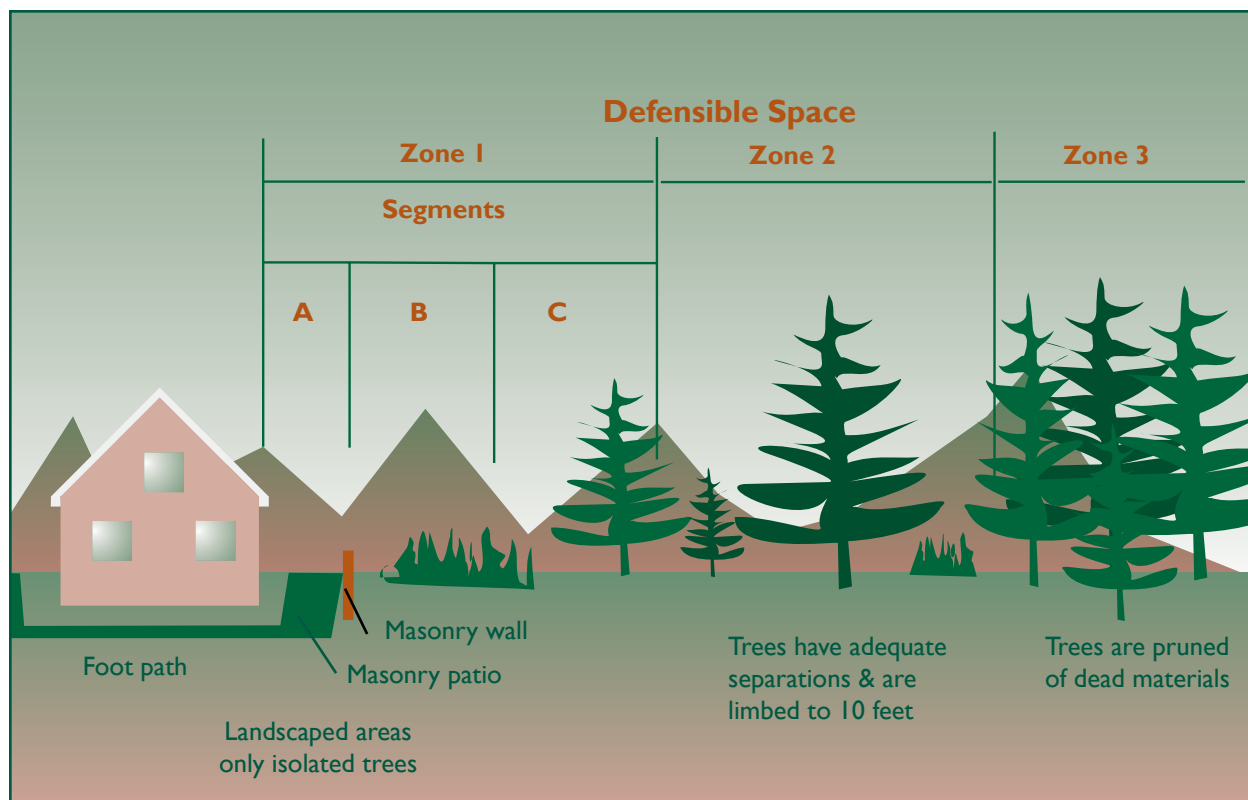 Defensible Space
Zone 1
Zone 2
Zone 3
Segments
A
B
C
Masonry wall
Foot path
Masonry patio
Landscaped areas
only isolated trees
Trees have adequate
separations & are
limbed to 10 feet
Trees are pruned
of dead materials